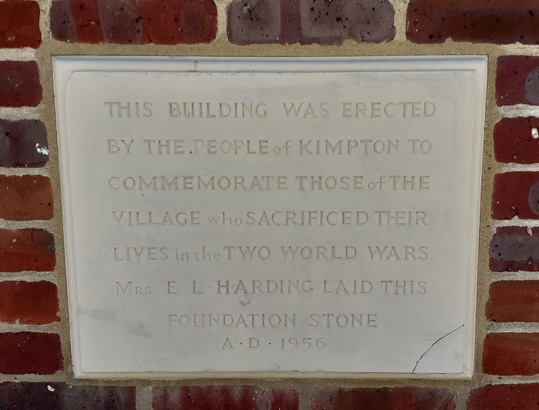 THIS BUILDING WAS ERECTED
BY THE PEOPLE of KIMPTON TO
COMMEMORATE THOSE of THE
VILLAGE who SACRIFICED THEIR
LIVES in the TWO WORLD WARS.
MRS E L · HARDING LAID THIS
FOUNDATION STONE
A · D · 1956